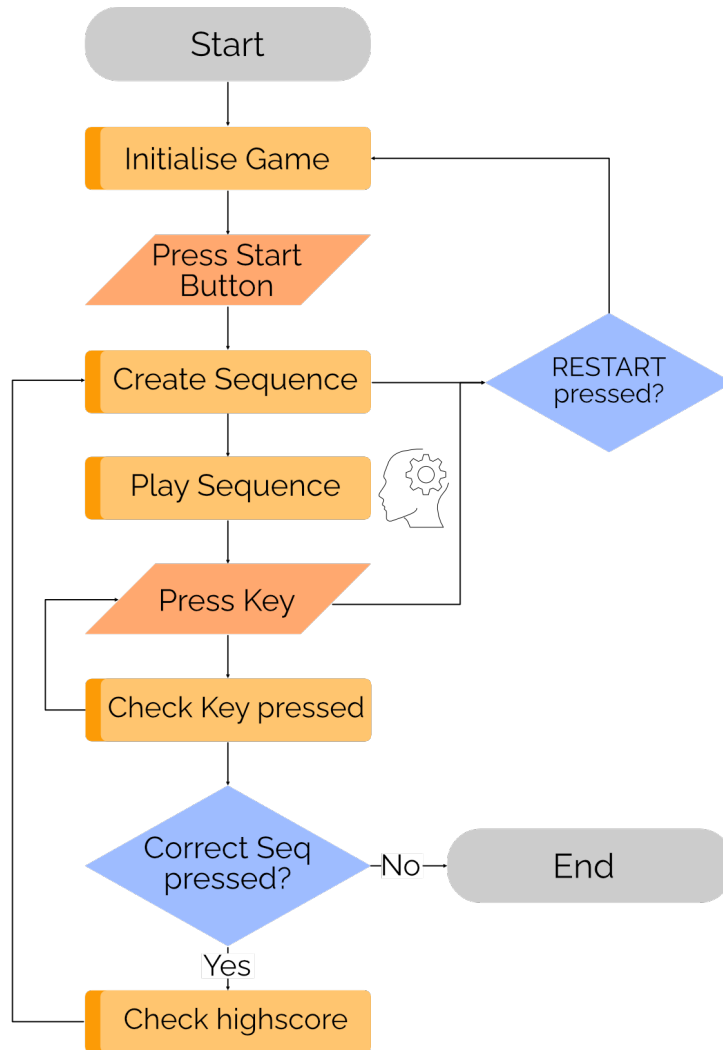 Start
Initialise Game
Press Start
Button
Create Sequence
RESTART
pressed?
Play Sequence
Press Key
Check Key pressed
Correct Seq
pressed?
No
End
Yes
Check highscore